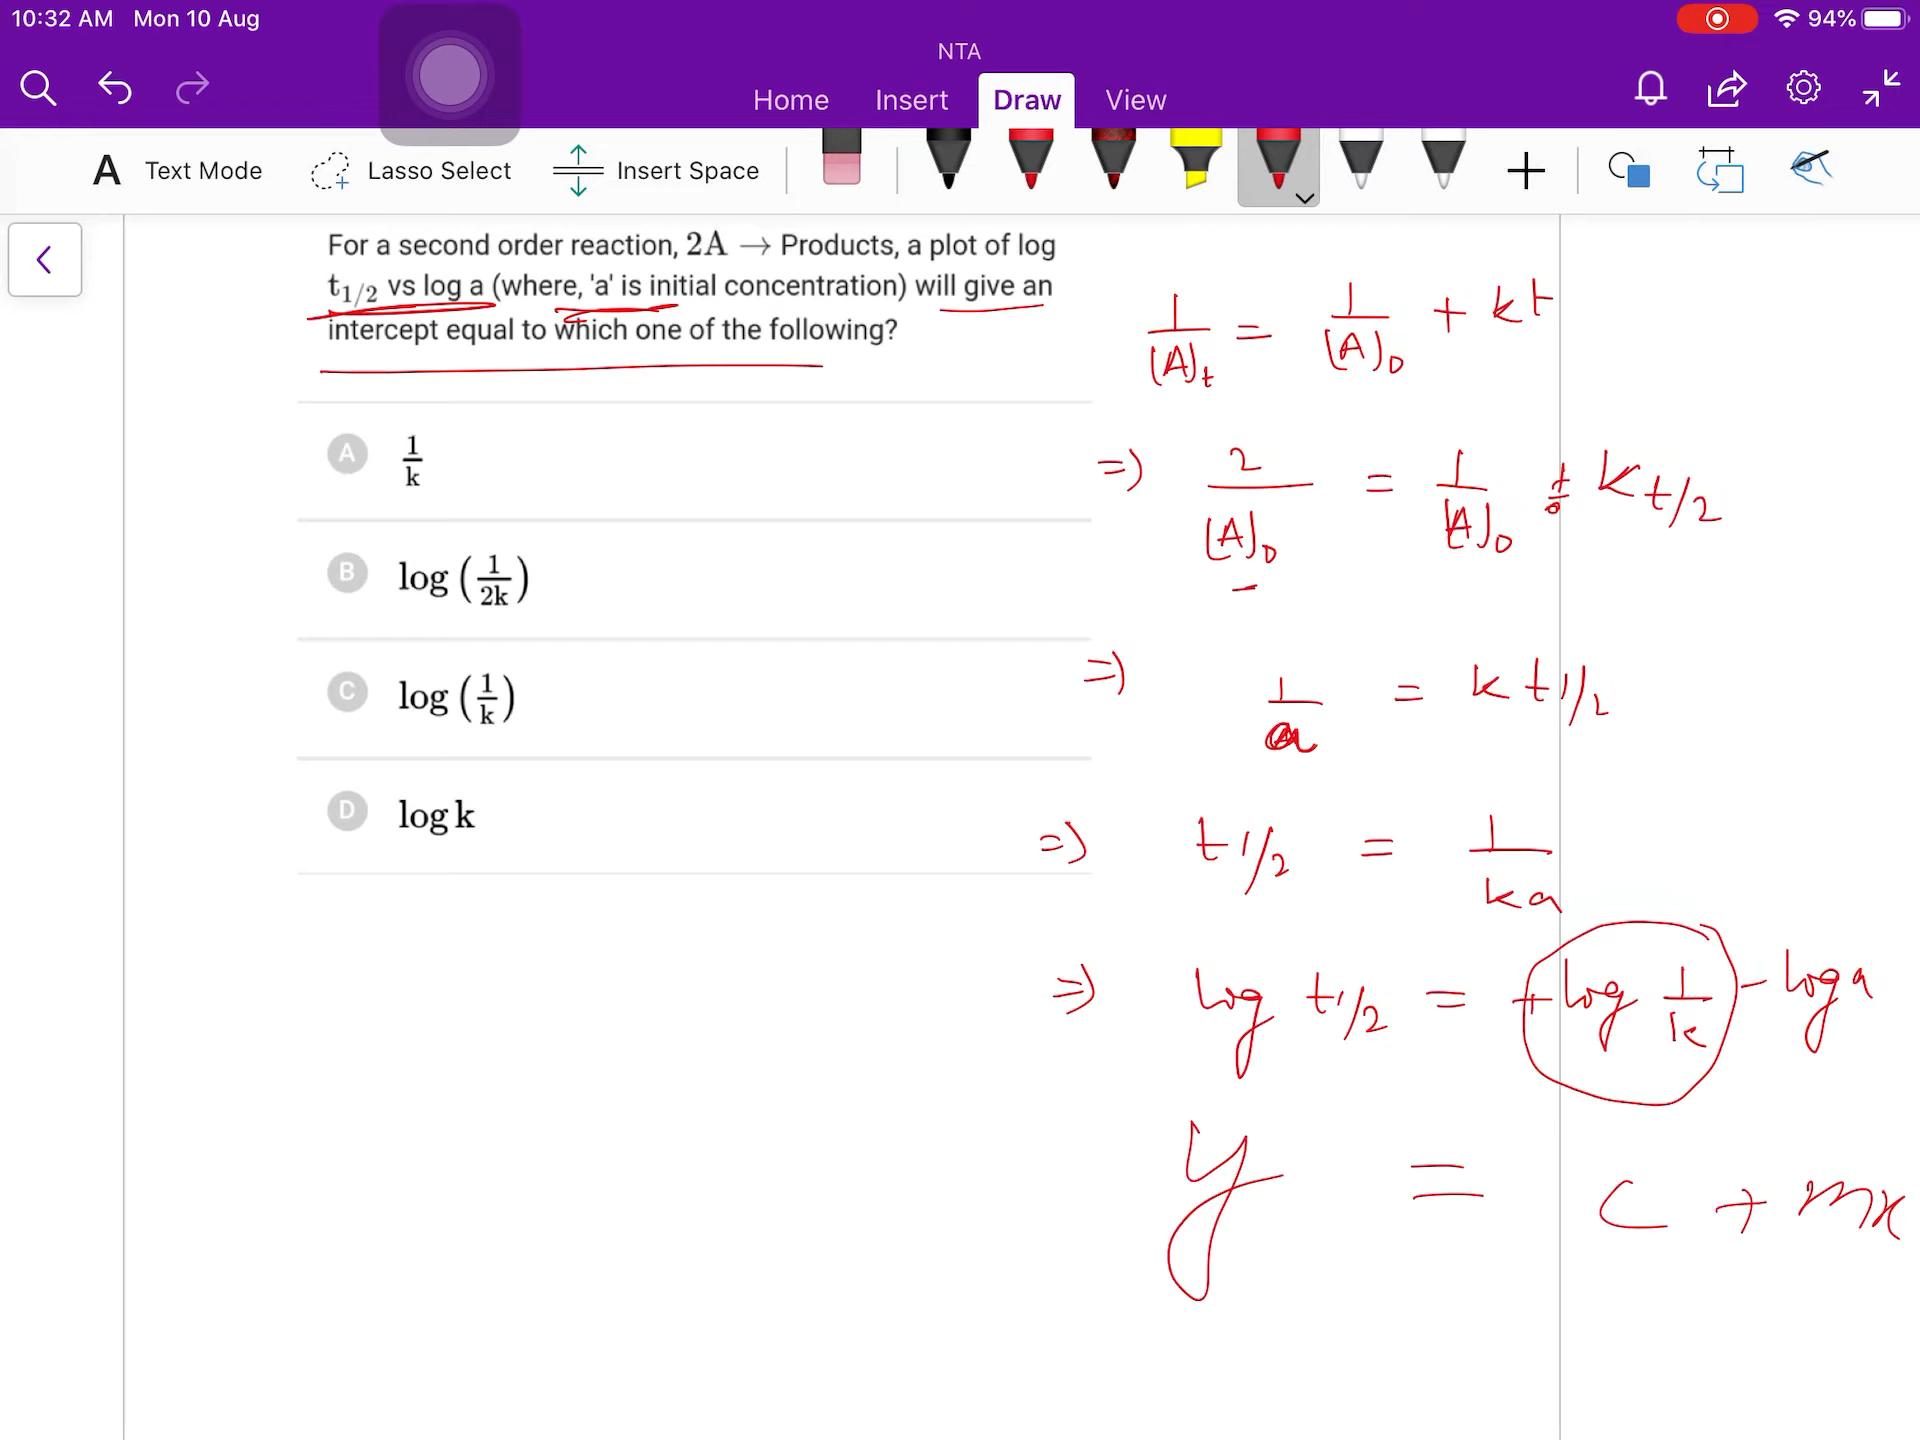 10:32 AM Mon 10 Aug
94%
NTA
Home Insert Draw View
A Text Mode Lasso Select Insert Space
For a second order reaction, 2A → Products, a plot of log
t1/2 vs log a (where, 'a' is initial concentration) will give an
intercept equal to which one of the following?
A 1/k
B log (1/2k)
C log (1/k)
D log k
1/[A]t = 1/[A]0 + kt
=) 2/[A]0 = 1/[A]0 + k t/2
=) 1/a = k t1/2
=) t1/2 = 1/ka
=) log t1/2 = + log 1/k - log a
y = c + mx